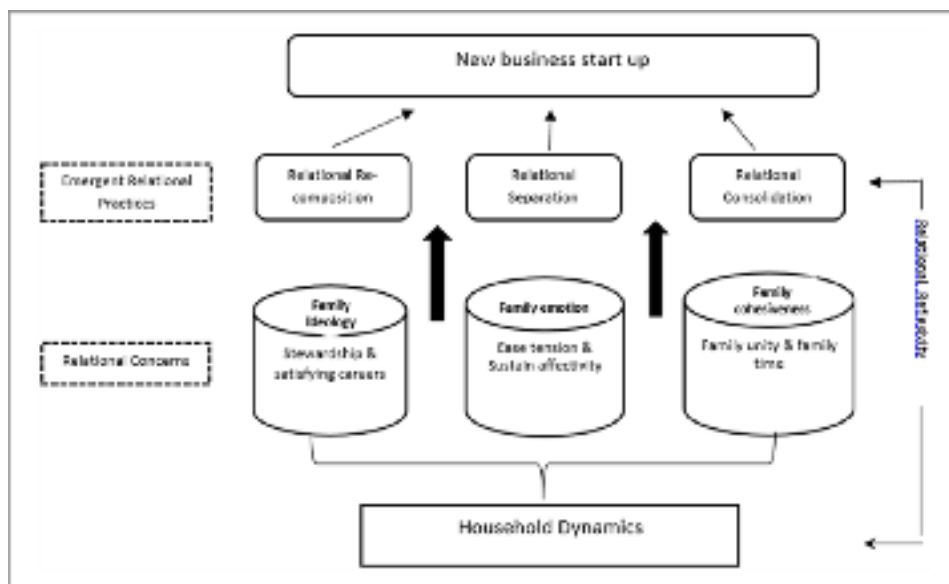 New business start up
Emergent Relational
Practices
Relational Re-
composition
Relational
Separation
Relational
Consolidation
Family
Ideology
Family emotion
Family
cohesiveness
Relational Concerns
Stewardship &
satisfying careers
Ease tension &
Sustain affectivity
Family unity & family
time
Household Dynamics
Relational